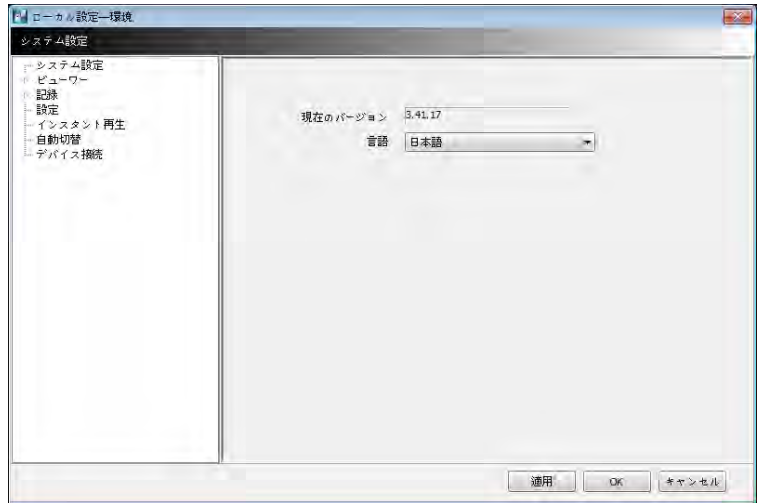 ローカル設定—環境
システム設定
システム設定
ビューワー
記録
設定
インスタント再生
自動切替
デバイス接続
現在のバージョン 3.41.17
言語 日本語
適用 OK キャンセル